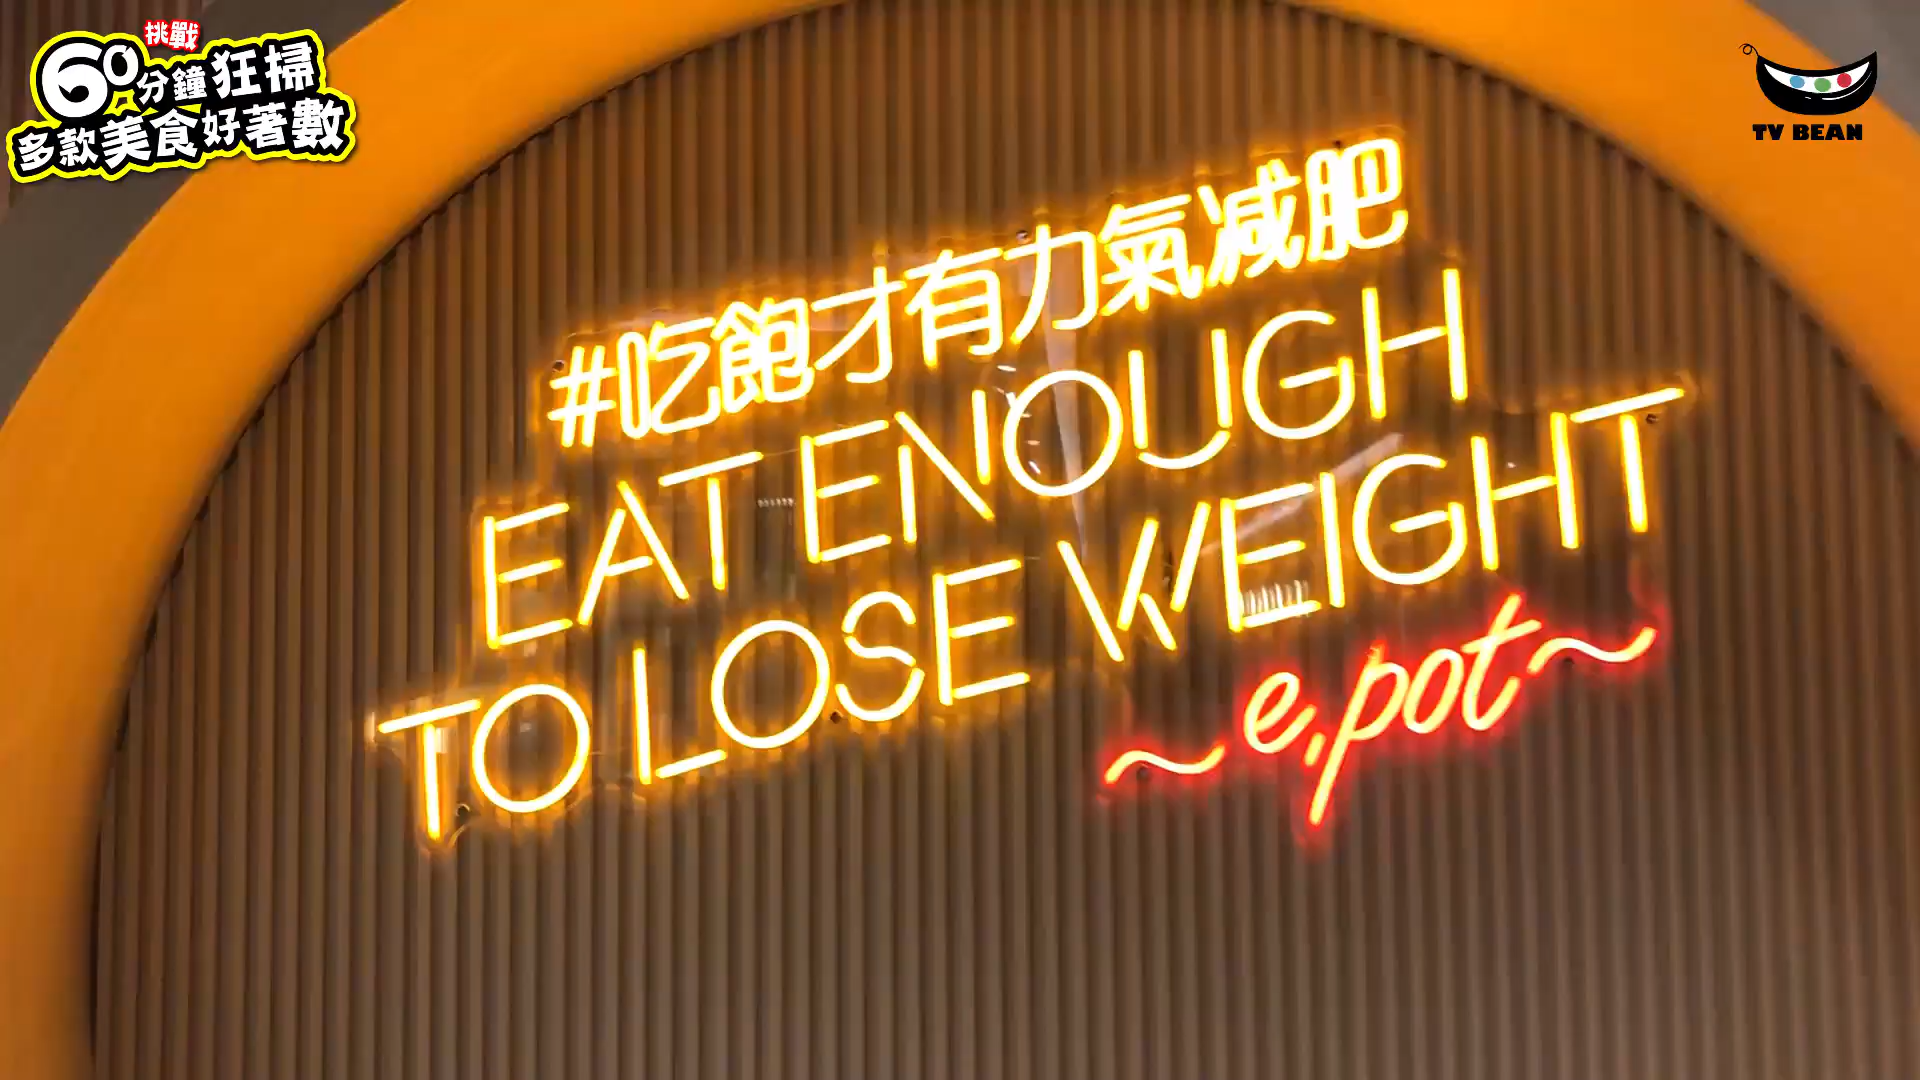 挑戰
60分鐘狂掃
多款美食好著數
TV BEAN
#吃飽才有力氣减肥
EAT ENOUGH
TO LOSE WEIGHT
~e.pot~